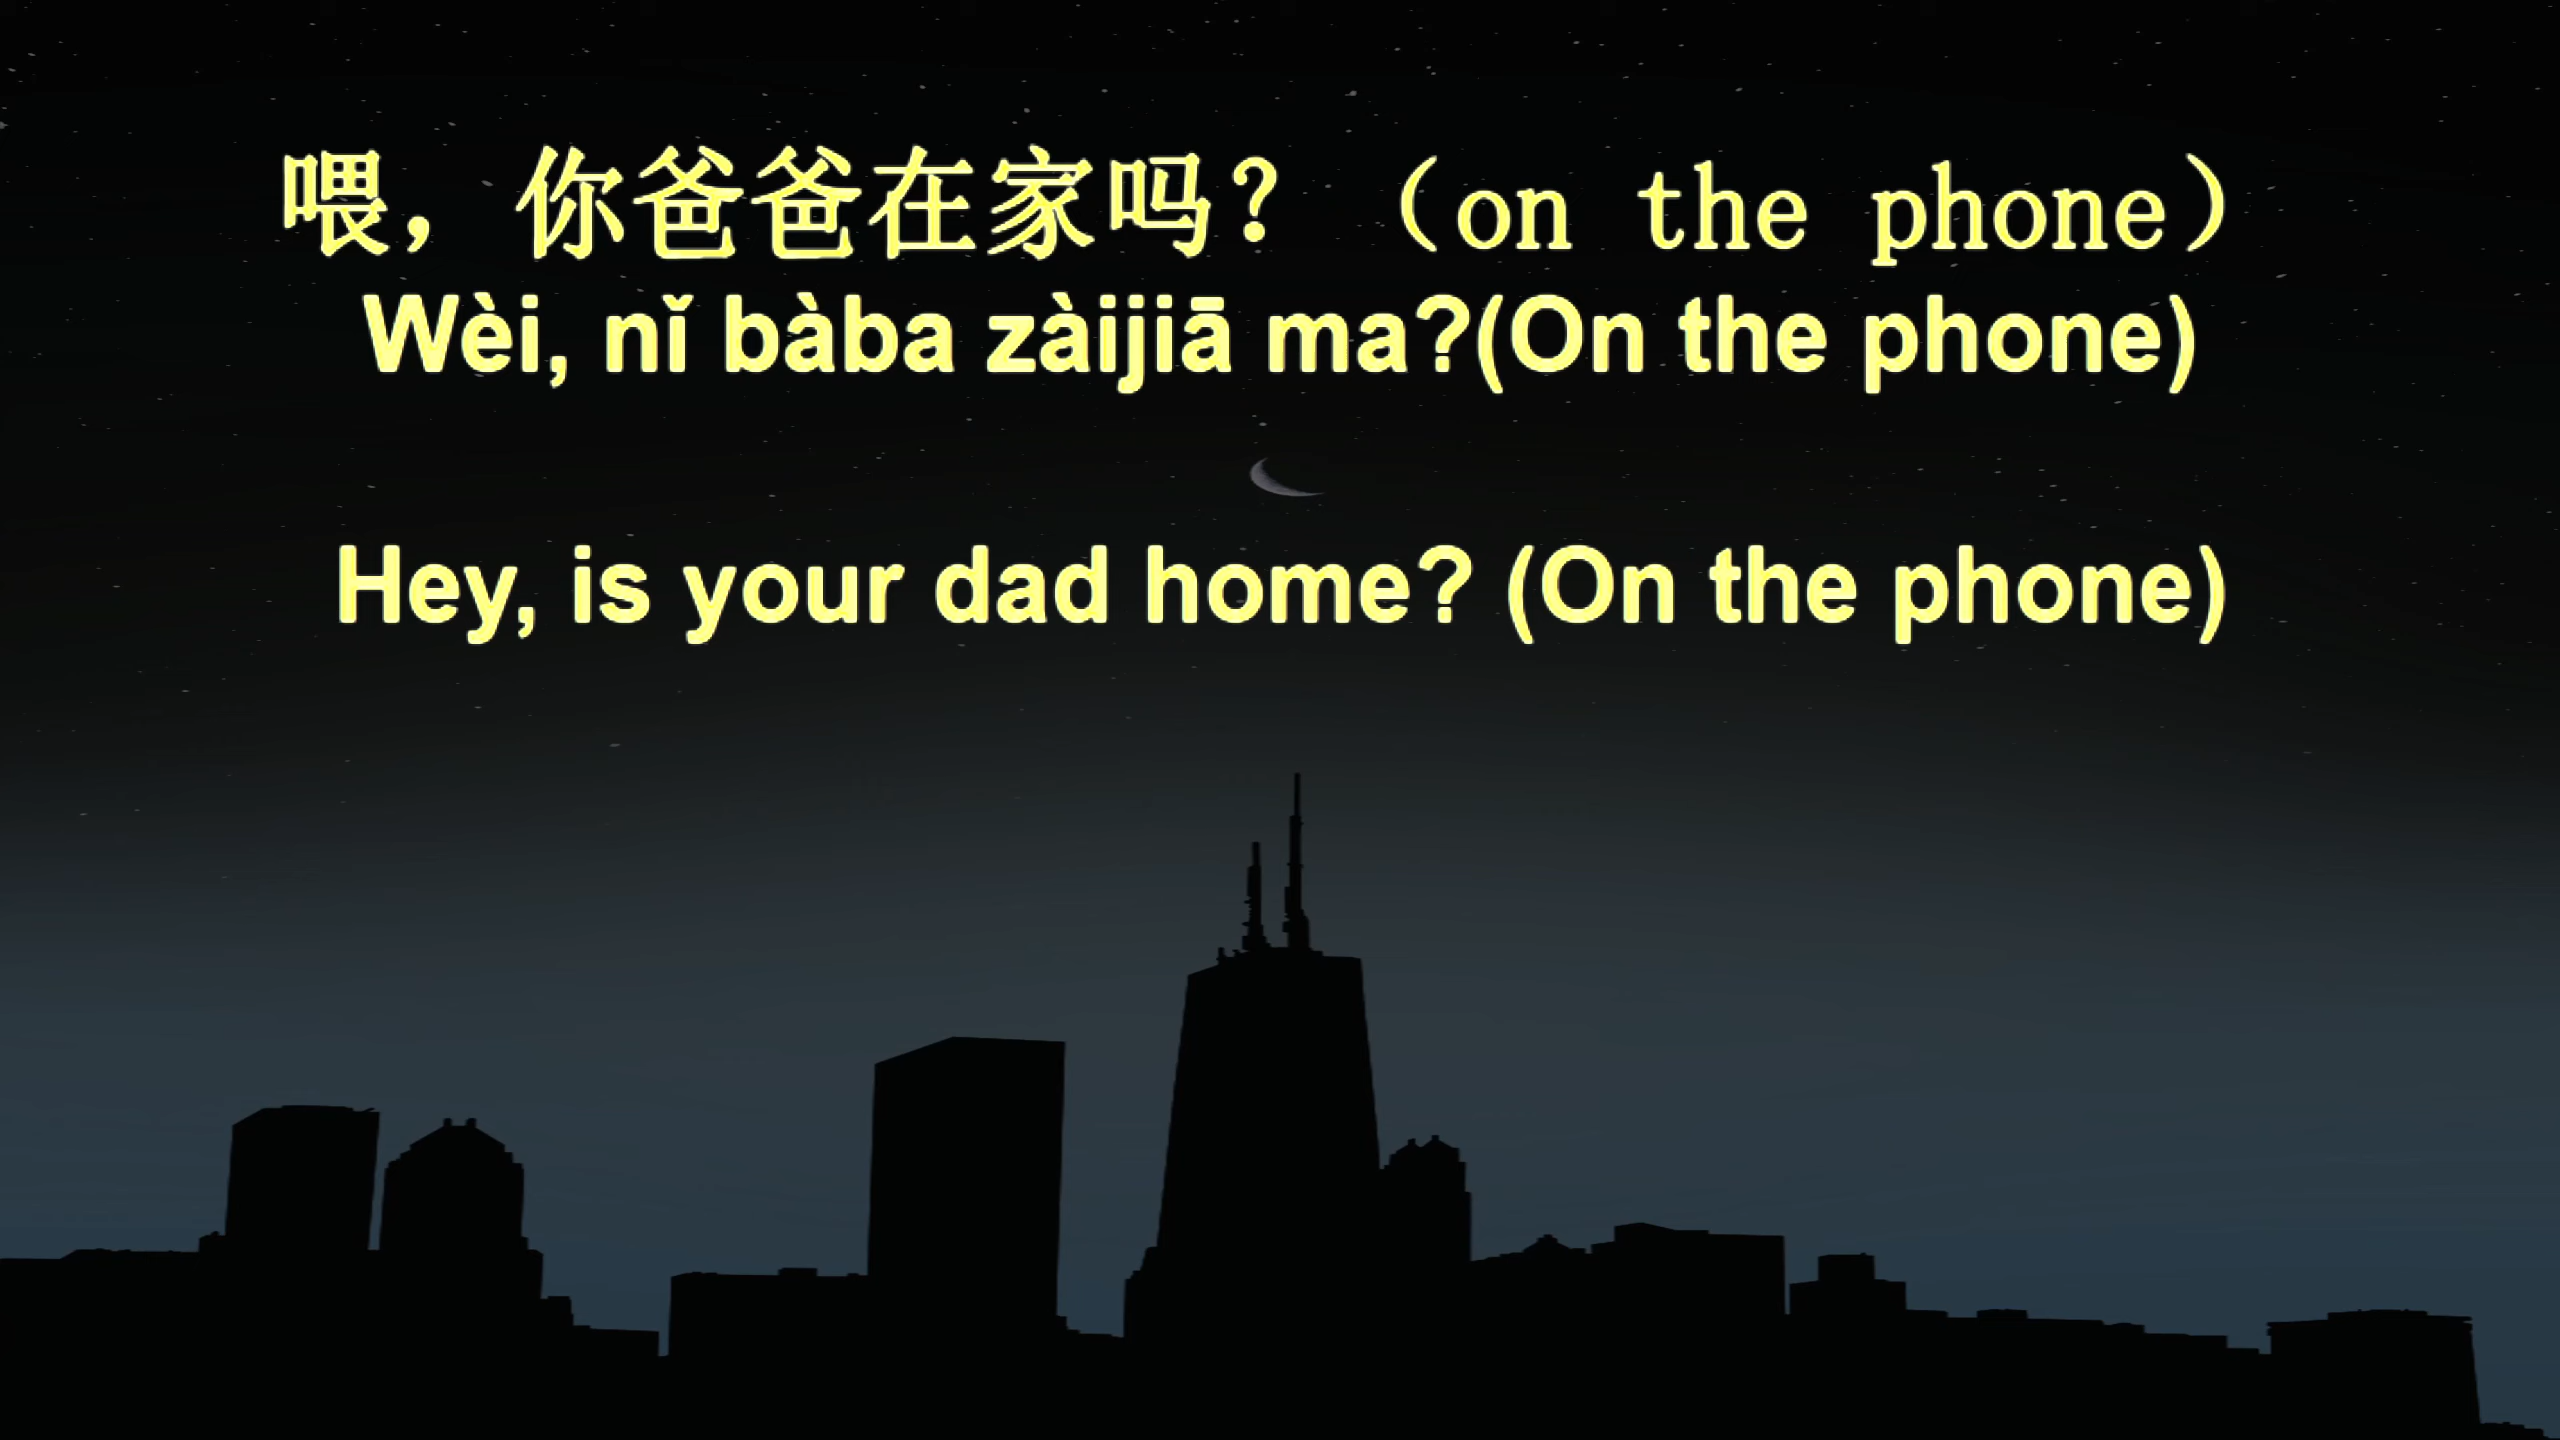 喂，你爸爸在家吗？（on the phone）
Wèi, nǐ bàba zàijiā ma?(On the phone)
Hey, is your dad home? (On the phone)